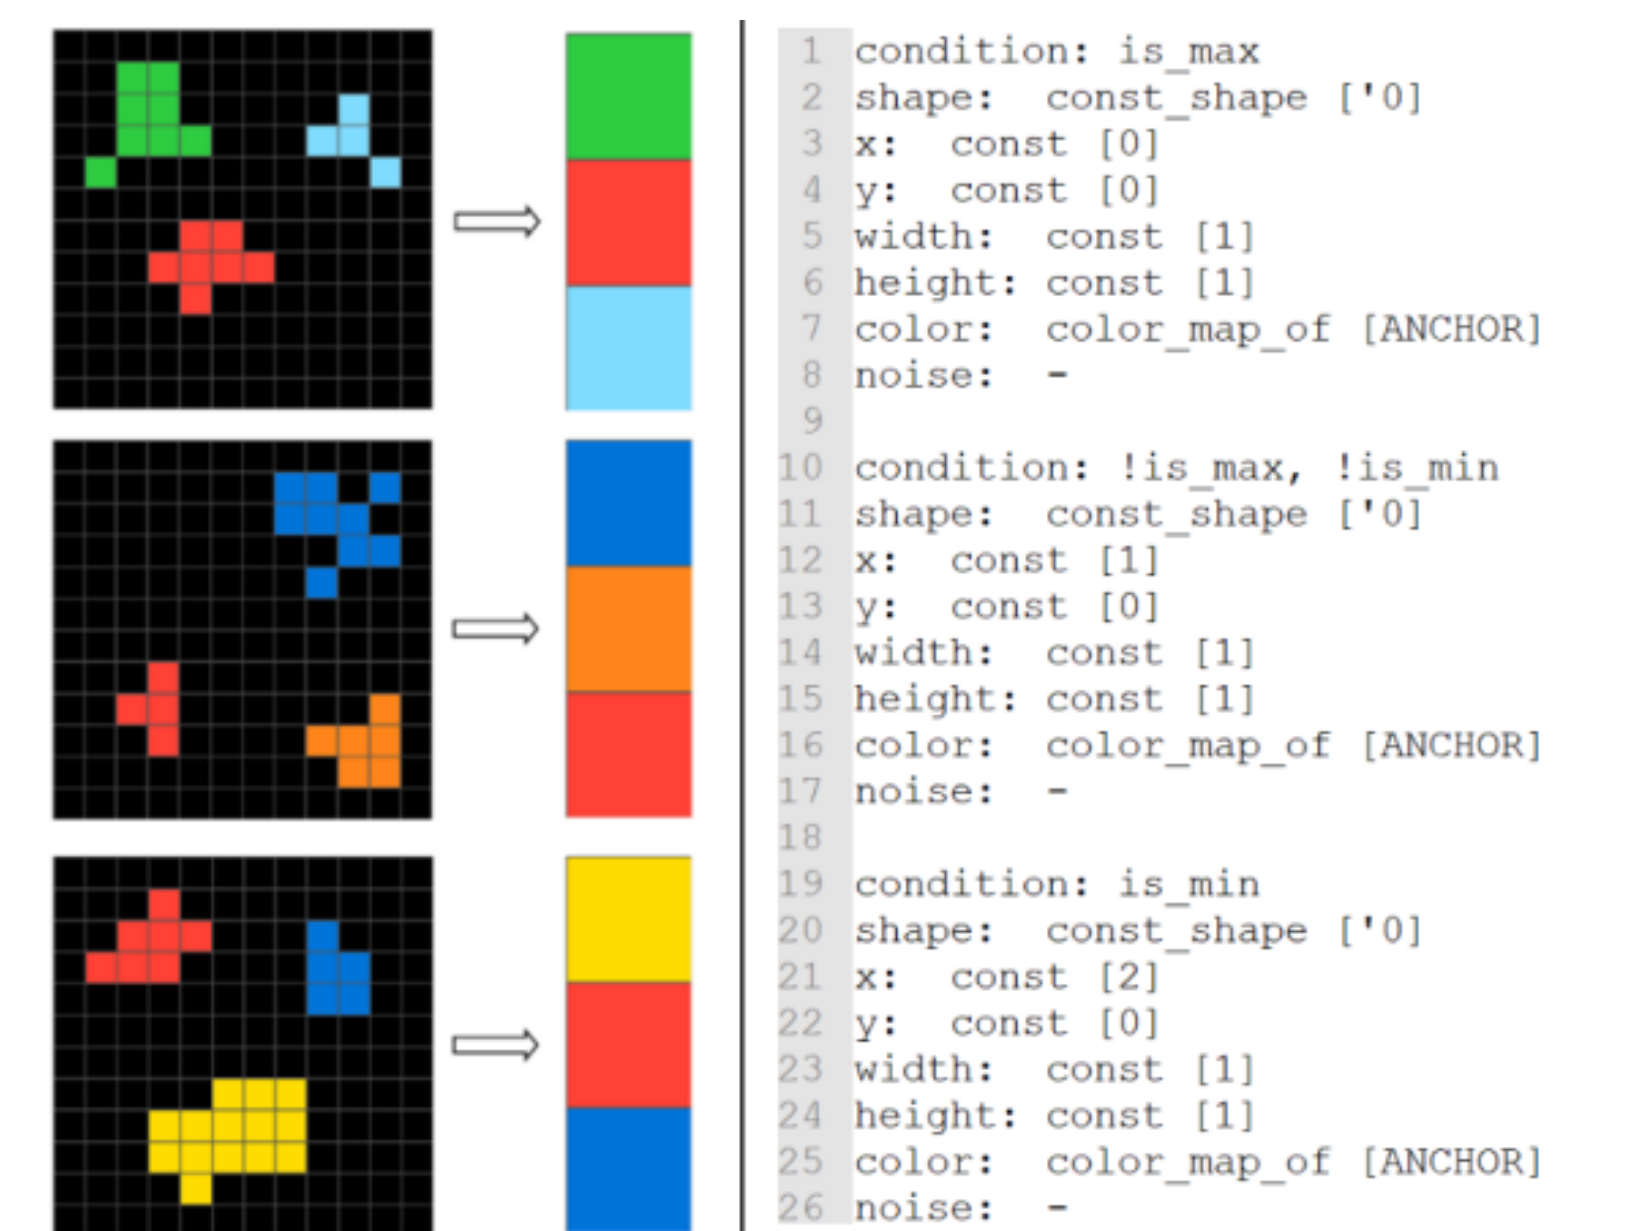 1 condition: is_max
2 shape: const_shape ['0]
3 x: const [0]
4 y: const [0]
5 width: const [1]
6 height: const [1]
7 color: color_map_of [ANCHOR]
8 noise: -
9
10 condition: !is_max, !is_min
11 shape: const_shape ['0]
12 x: const [1]
13 y: const [0]
14 width: const [1]
15 height: const [1]
16 color: color_map_of [ANCHOR]
17 noise: -
18
19 condition: is_min
20 shape: const_shape ['0]
21 x: const [2]
22 y: const [0]
23 width: const [1]
24 height: const [1]
25 color: color_map_of [ANCHOR]
26 noise: -